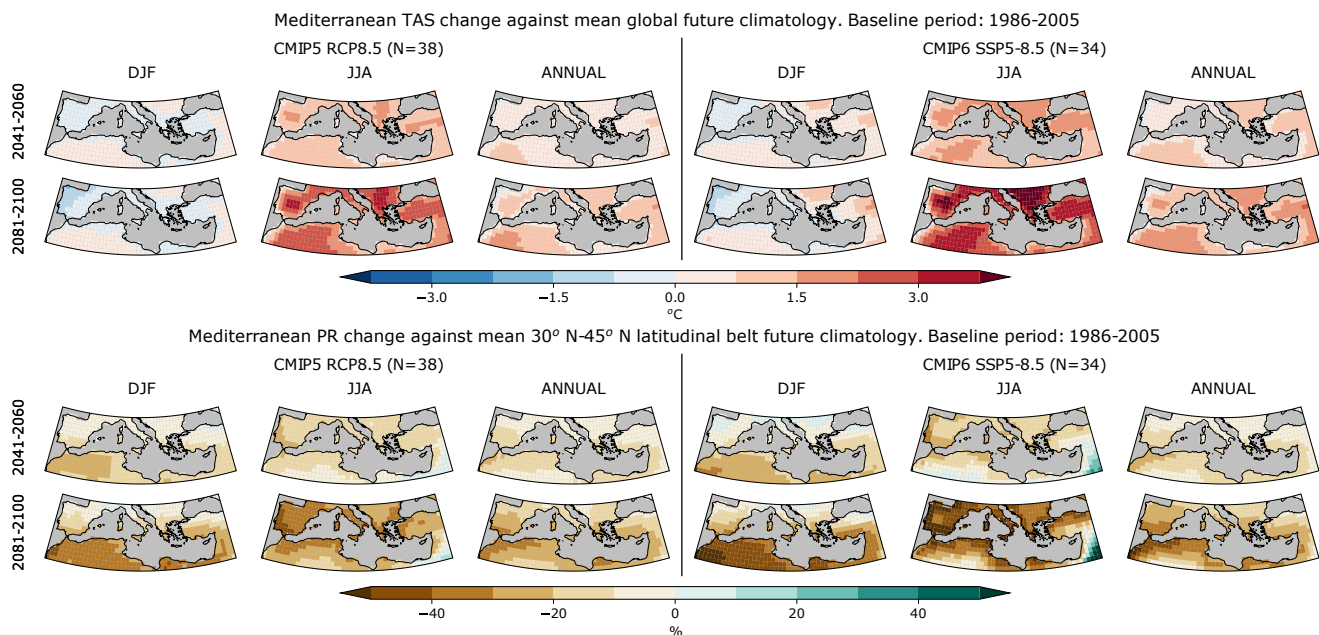 Mediterranean TAS change against mean global future climatology. Baseline period: 1986-2005
CMIP5 RCP8.5 (N=38) CMIP6 SSP5-8.5 (N=34)
DJF JJA ANNUAL DJF JJA ANNUAL
2041-2060
2081-2100
−3.0 −1.5 0.0 1.5 3.0
°C
Mediterranean PR change against mean 30° N-45° N latitudinal belt future climatology. Baseline period: 1986-2005
CMIP5 RCP8.5 (N=38) CMIP6 SSP5-8.5 (N=34)
DJF JJA ANNUAL DJF JJA ANNUAL
2041-2060
2081-2100
−40 −20 0 20 40
%